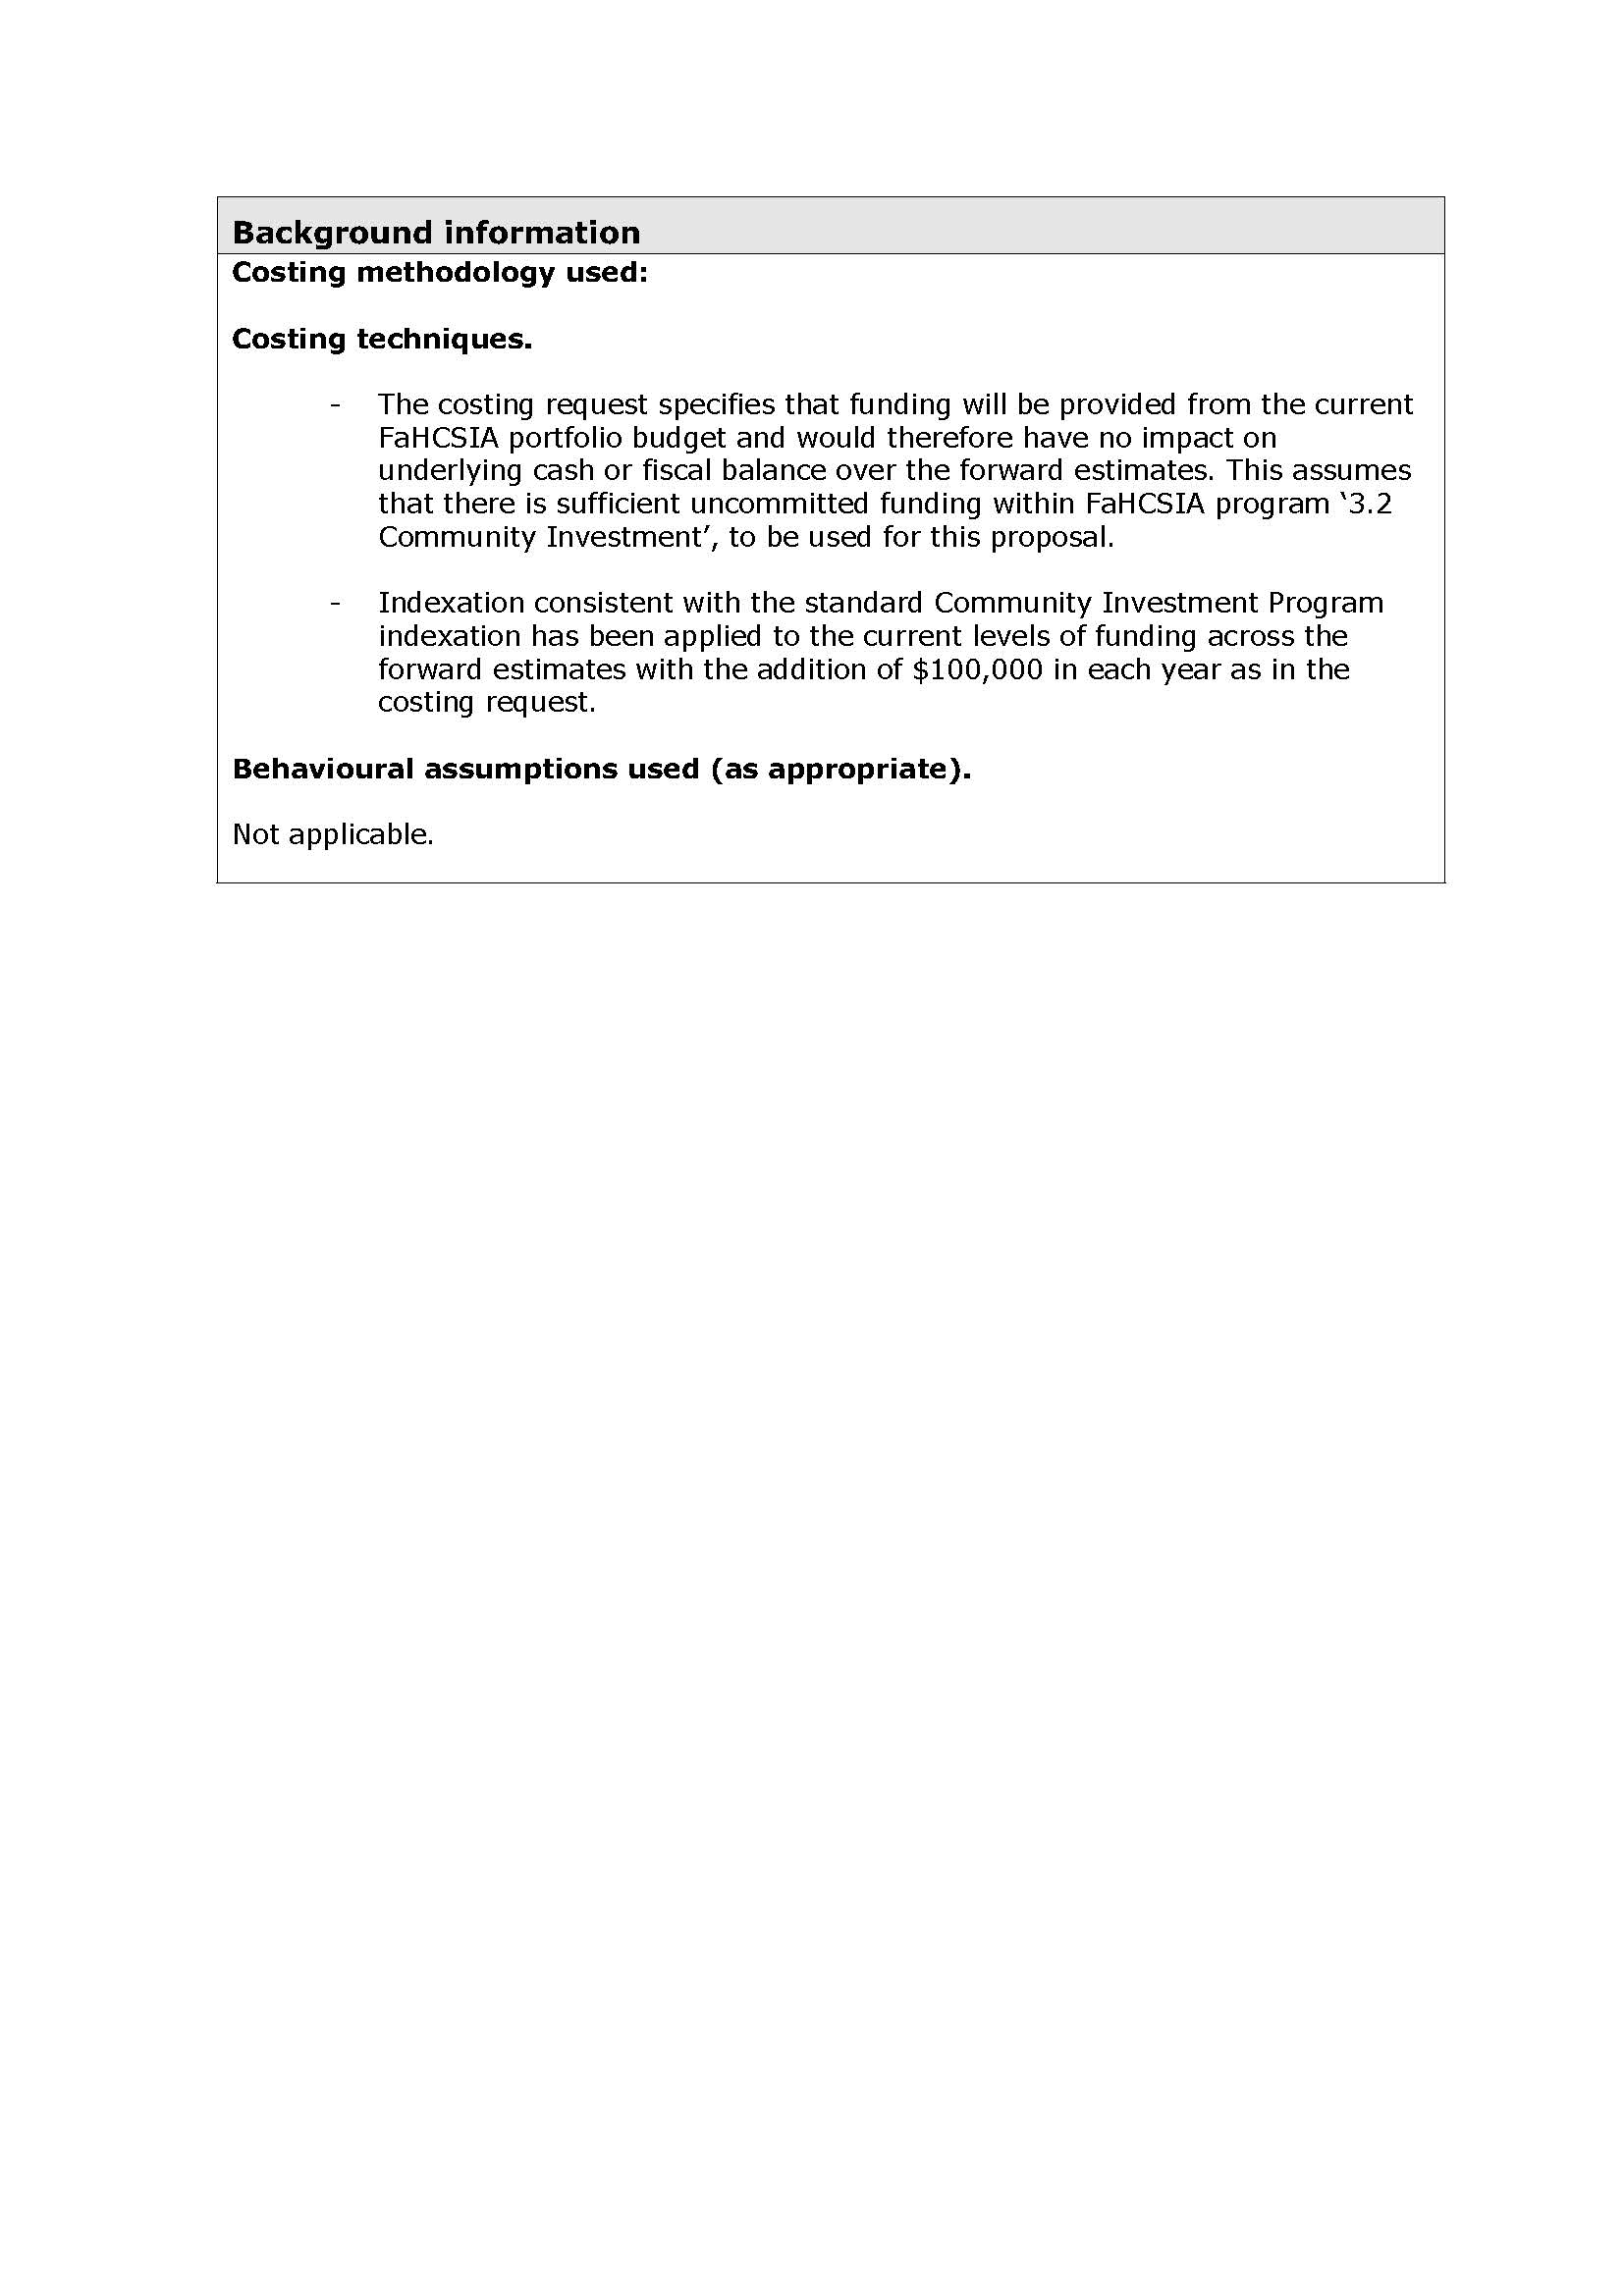 Background information
Costing methodology used:
Costing techniques.
- The costing request specifies that funding will be provided from the current
FaHCSIA portfolio budget and would therefore have no impact on
underlying cash or fiscal balance over the forward estimates. This assumes
that there is sufficient uncommitted funding within FaHCSIA program ‘3.2
Community Investment’, to be used for this proposal.
- Indexation consistent with the standard Community Investment Program
indexation has been applied to the current levels of funding across the
forward estimates with the addition of $100,000 in each year as in the
costing request.
Behavioural assumptions used (as appropriate).
Not applicable.